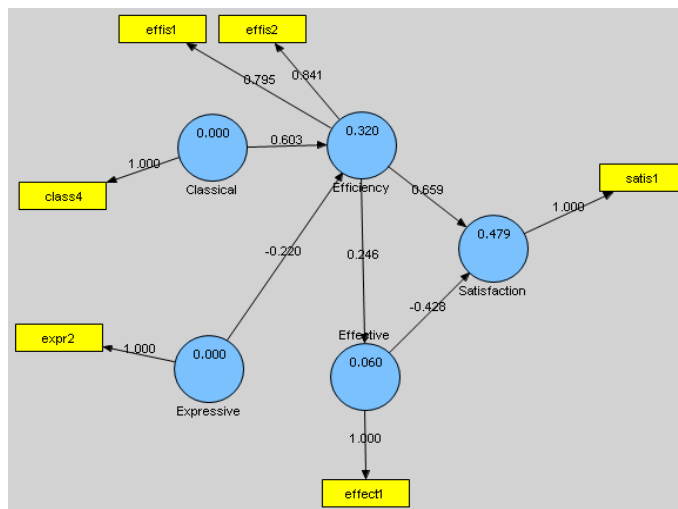 effis1
effis2
0.795
0.841
0.000
0.603
0.320
1.000
Classical
Efficiency
class4
0.659
satis1
1.000
0.479
-0.220
0.246
Satisfaction
-0.428
Effective
expr2
1.000
0.000
0.060
Expressive
1.000
effect1